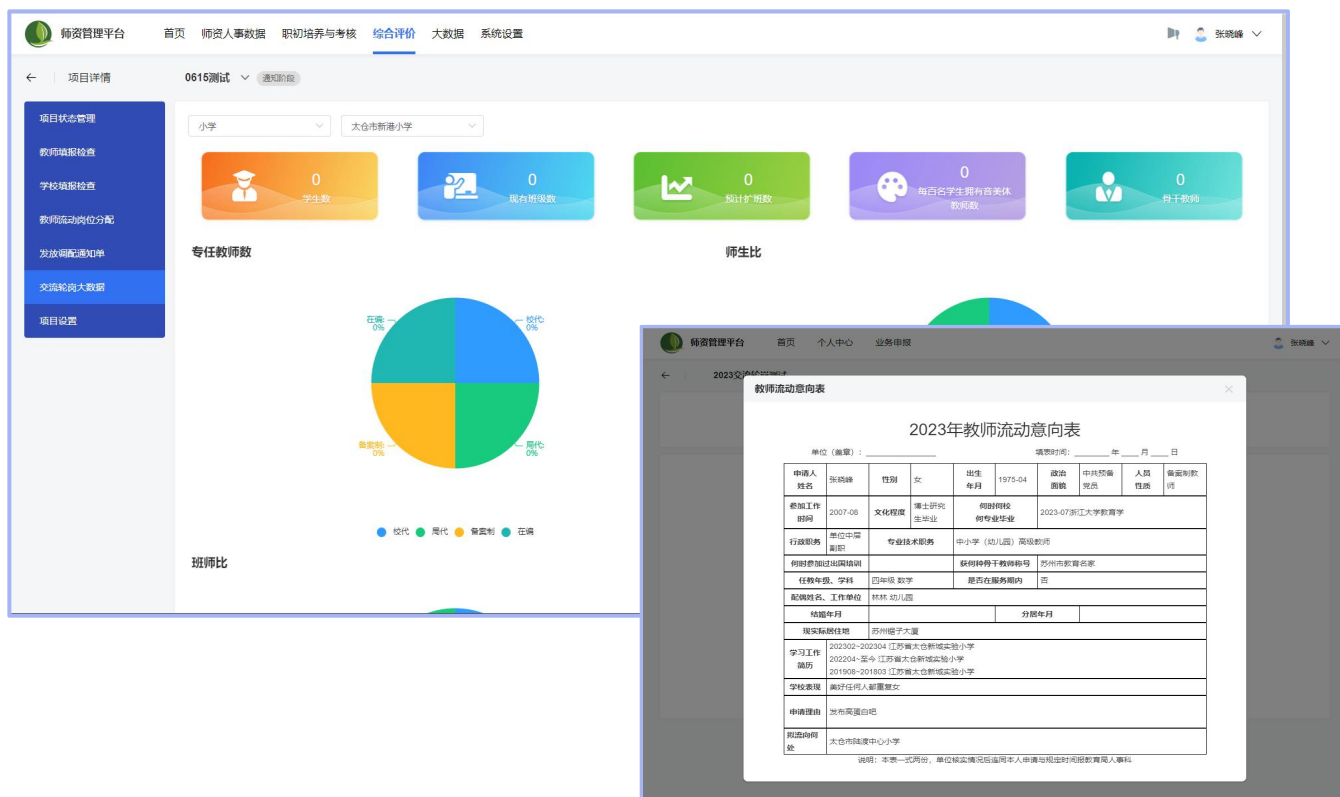 师资管理平台 首页 师资人事数据 职初培养与考核 综合评价 大数据 系统设置 张晓峰
项目详情 0615测试 通知阶段
项目状态管理
教师填报检查
学校填报检查
教师流动岗位分配
发放调配通知单
交流轮岗大数据
项目设置
小学 太仓市新港小学
0
学生数
0
现有班级数
0
预计扩班数
0
每百名学生拥有音美体
教师数
0
骨干教师
专任教师数 师生比
在编:
0%
校代:
0%
备案制:
0%
局代:
0%
校代 局代 备案制 在编
班师比
师资管理平台 首页 个人中心 业务申报 张晓峰
2023交流轮岗测试
教师流动意向表
2023年教师流动意向表
单位（盖章）: 填表时间: 年 月 日
申请人姓名 张晓峰 性别 女 出生年月 1975-04 政治面貌 中共预备党员 人员性质 备案制教师
参加工作时间 2007-08 文化程度 博士研究生毕业 何时何校何专业毕业 2023-07浙江大学教育学
行政职务 单位中层副职 专业技术职务 中小学（幼儿园）高级教师
何时参加过出国培训 获何种骨干教师称号 苏州市教育名家
任教年级、学科 四年级 数学 是否在服务期内 否
配偶姓名、工作单位 林林 幼儿园
结婚年月 分居年月
现实际居住地 苏州棍子大厦
学习工作简历 202302~202304 江苏省太仓新城实验小学
202204~至今 江苏省太仓新城实验小学
201908~201803 江苏省太仓新城实验小学
学校表现 美好任何人都重复女
申请理由 发布高蛋白吧
拟流向何处 太仓市陆渡中心小学
说明：本表一式两份，单位核实情况后连同本人申请与规定时间报教育局人事科